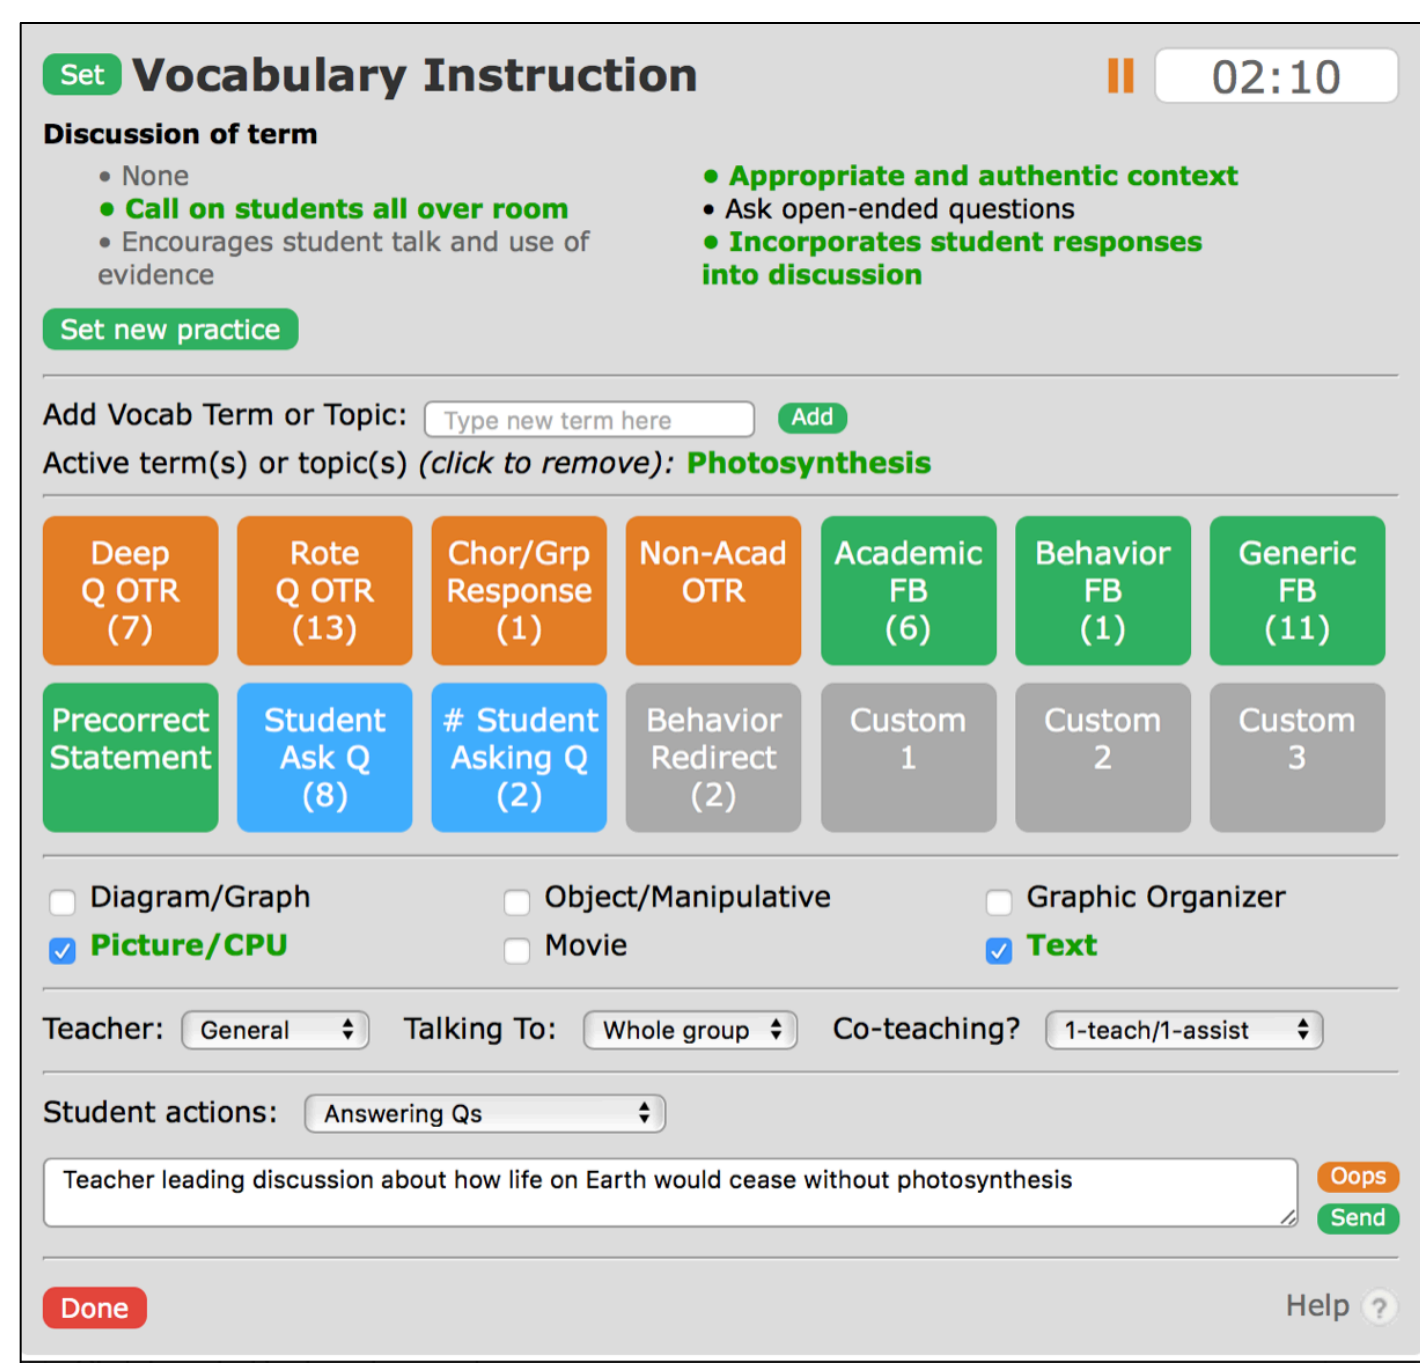 Set Vocabulary Instruction 02:10
Discussion of term
• None
• Call on students all over room
• Encourages student talk and use of
evidence
• Appropriate and authentic context
• Ask open-ended questions
• Incorporates student responses
into discussion
Set new practice
Add Vocab Term or Topic: Type new term here Add
Active term(s) or topic(s) (click to remove): Photosynthesis
Deep
Q OTR
(7)
Rote
Q OTR
(13)
Chor/Grp
Response
(1)
Non-Acad
OTR
Academic
FB
(6)
Behavior
FB
(1)
Generic
FB
(11)
Precorrect
Statement
Student
Ask Q
(8)
# Student
Asking Q
(2)
Behavior
Redirect
(2)
Custom
1
Custom
2
Custom
3
Diagram/Graph Object/Manipulative Graphic Organizer
Picture/CPU Movie Text
Teacher: General Talking To: Whole group Co-teaching? 1-teach/1-assist
Student actions: Answering Qs
Teacher leading discussion about how life on Earth would cease without photosynthesis
Oops
Send
Done Help ?